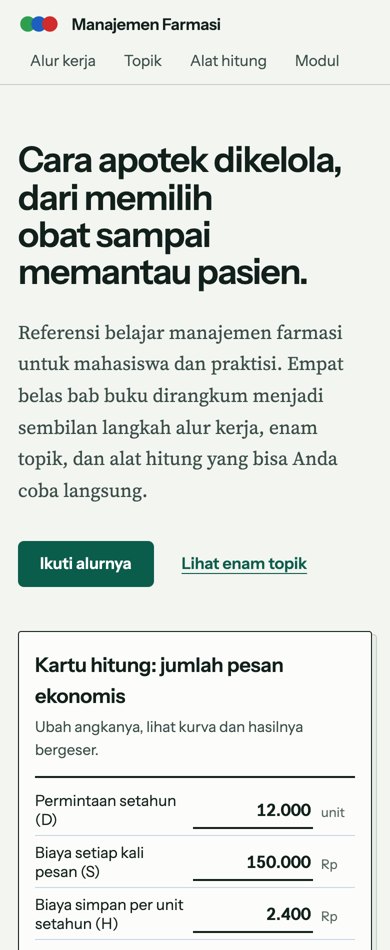 Manajemen Farmasi
Alur kerja Topik Alat hitung Modul
Cara apotek dikelola,
dari memilih
obat sampai
memantau pasien.
Referensi belajar manajemen farmasi
untuk mahasiswa dan praktisi. Empat
belas bab buku dirangkum menjadi
sembilan langkah alur kerja, enam
topik, dan alat hitung yang bisa Anda
coba langsung.
Ikuti alurnya Lihat enam topik
Kartu hitung: jumlah pesan
ekonomis
Ubah angkanya, lihat kurva dan hasilnya
bergeser.
Permintaan setahun
(D) 12.000 unit
Biaya setiap kali
pesan (S) 150.000 Rp
Biaya simpan per unit
setahun (H) 2.400 Rp